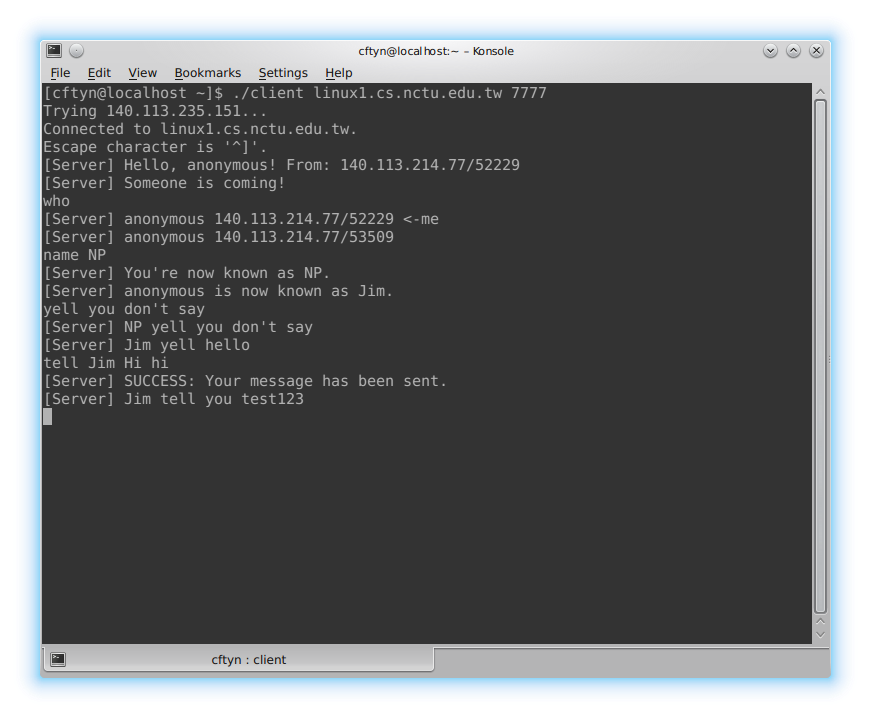 cftyn@localhost:~ – Konsole
File Edit View Bookmarks Settings Help
[cftyn@localhost ~]$ ./client linux1.cs.nctu.edu.tw 7777
Trying 140.113.235.151...
Connected to linux1.cs.nctu.edu.tw.
Escape character is '^]'.
[Server] Hello, anonymous! From: 140.113.214.77/52229
[Server] Someone is coming!
who
[Server] anonymous 140.113.214.77/52229 <-me
[Server] anonymous 140.113.214.77/53509
name NP
[Server] You're now known as NP.
[Server] anonymous is now known as Jim.
yell you don't say
[Server] NP yell you don't say
[Server] Jim yell hello
tell Jim Hi hi
[Server] SUCCESS: Your message has been sent.
[Server] Jim tell you test123
cftyn : client